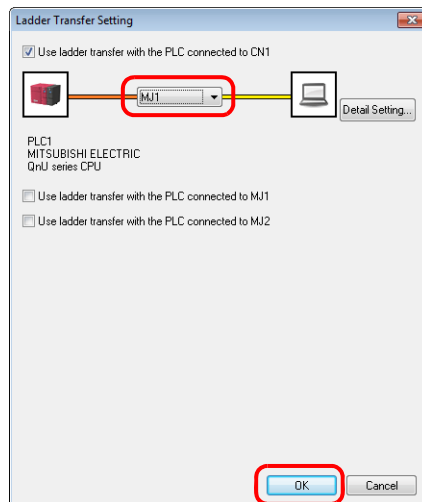 Ladder Transfer Setting
Use ladder transfer with the PLC connected to CN1
MJ1
Detail Setting...
PLC1
MITSUBISHI ELECTRIC
QnU series CPU
Use ladder transfer with the PLC connected to MJ1
Use ladder transfer with the PLC connected to MJ2
OK
Cancel